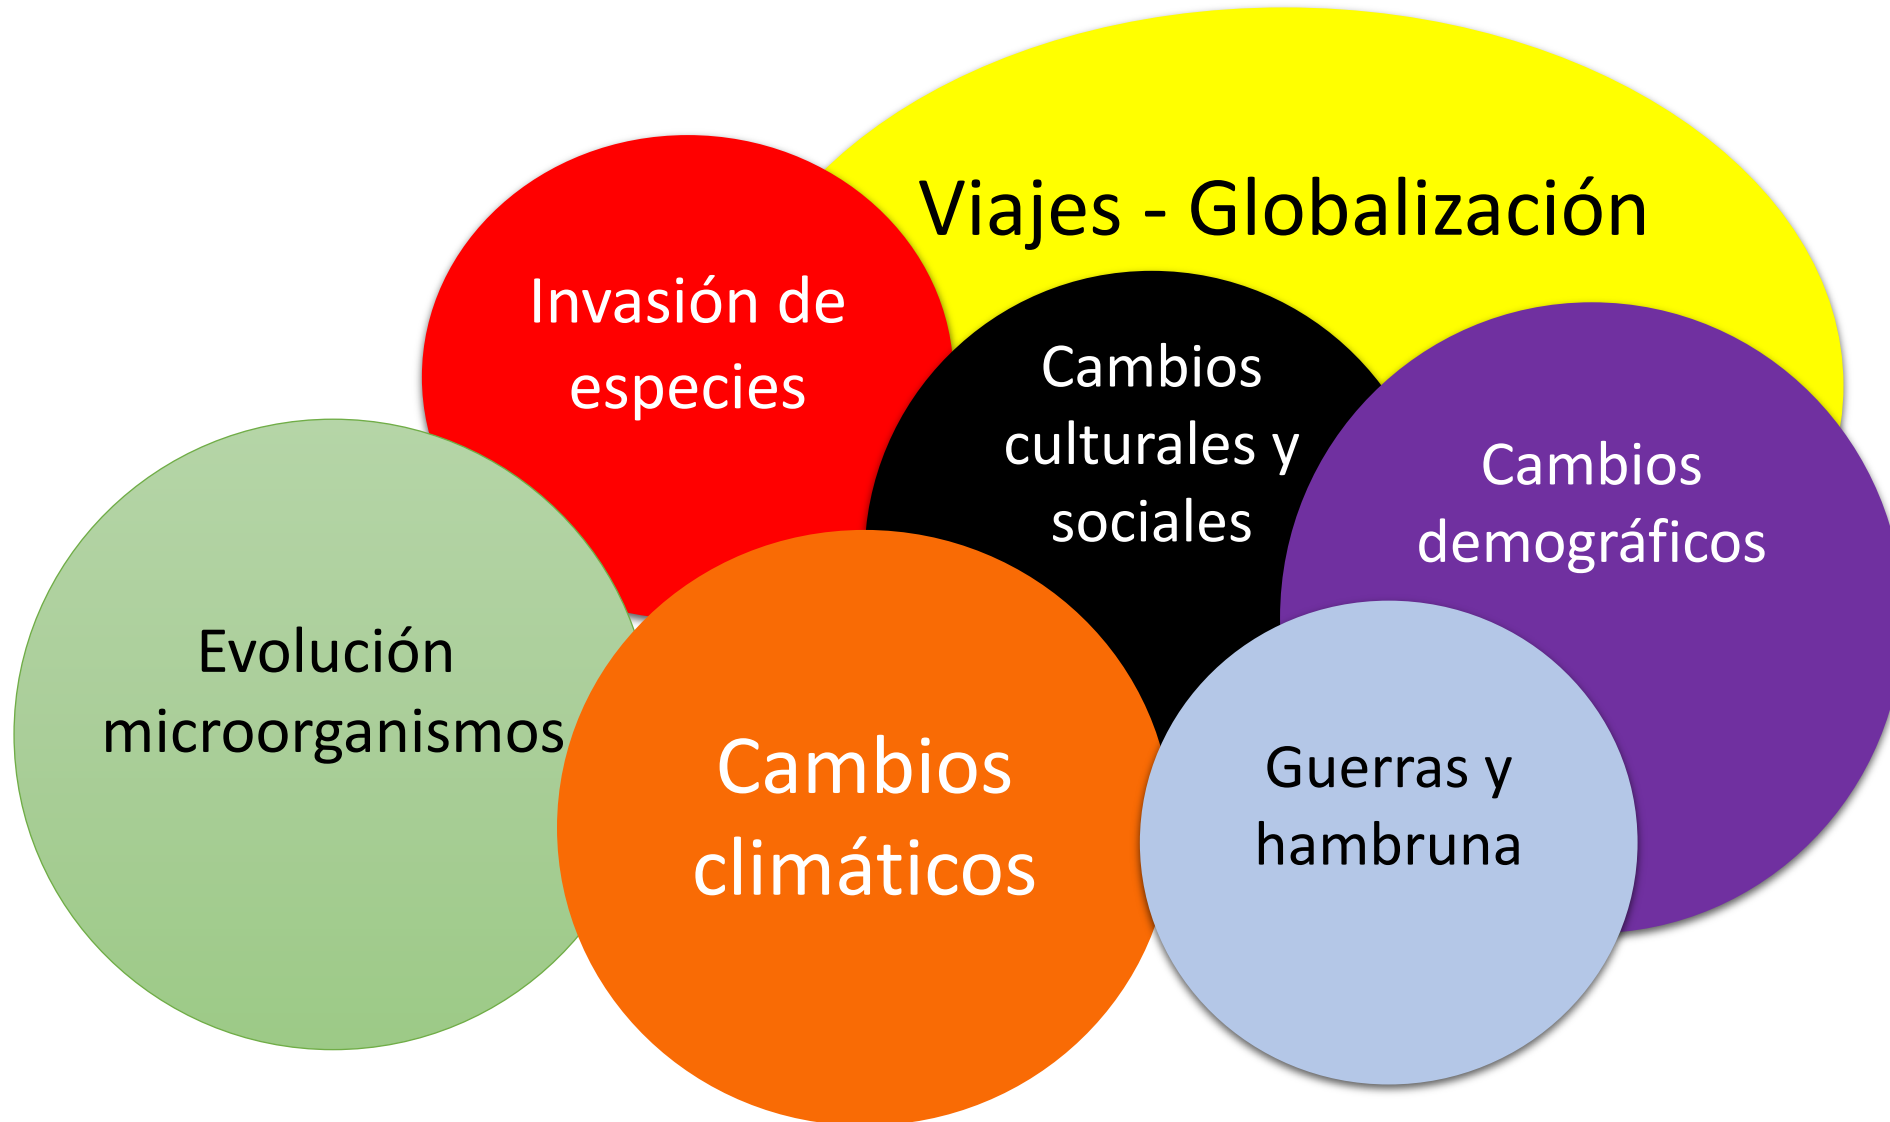 Viajes - Globalización
Invasión de
especies
Cambios
culturales y
sociales
Cambios
demográficos
Evolución
microorganismos
Cambios
climáticos
Guerras y
hambruna